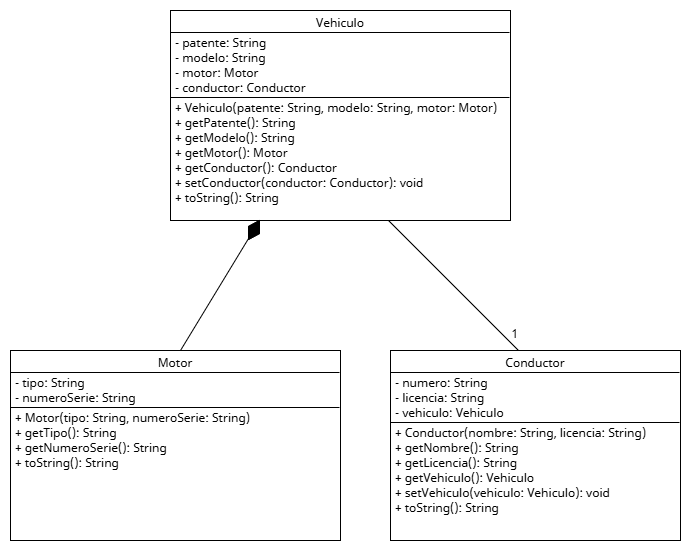 Vehiculo
- patente: String
- modelo: String
- motor: Motor
- conductor: Conductor
+ Vehiculo(patente: String, modelo: String, motor: Motor)
+ getPatente(): String
+ getModelo(): String
+ getMotor(): Motor
+ getConductor(): Conductor
+ setConductor(conductor: Conductor): void
+ toString(): String
1
Motor
- tipo: String
- numeroSerie: String
+ Motor(tipo: String, numeroSerie: String)
+ getTipo(): String
+ getNumeroSerie(): String
+ toString(): String
Conductor
- numero: String
- licencia: String
- vehiculo: Vehiculo
+ Conductor(nombre: String, licencia: String)
+ getNombre(): String
+ getLicencia(): String
+ getVehiculo(): Vehiculo
+ setVehiculo(vehiculo: Vehiculo): void
+ toString(): String